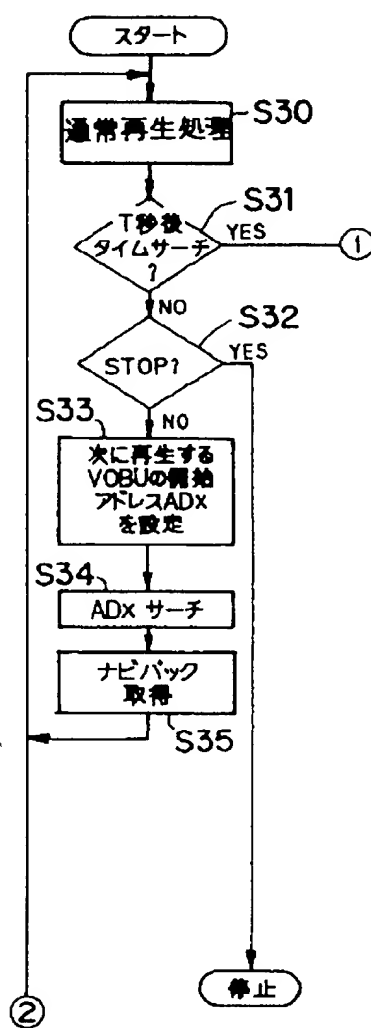 スタート
通常再生処理
S30
T秒後
タイムサーチ
?
S31
YES
①
NO
STOP?
S32
YES
NO
S33
次に再生する
VOBUの開始
アドレスADx
を設定
S34
ADx サーチ
ナビパック
取得
S35
停止
②